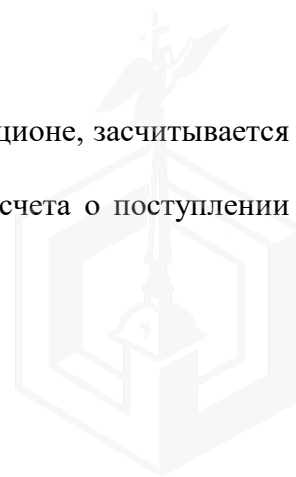 ционе, засчитывается
счета о поступлении